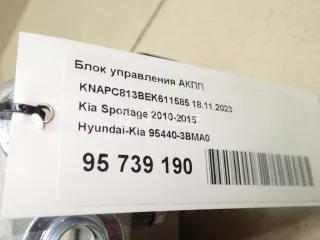 Блок управления АКПП
KNAPC813BEK611585 18.11.2023
Kia Sportage 2010-2015
Hyundai-Kia 95440-3BMA0
95 739 190